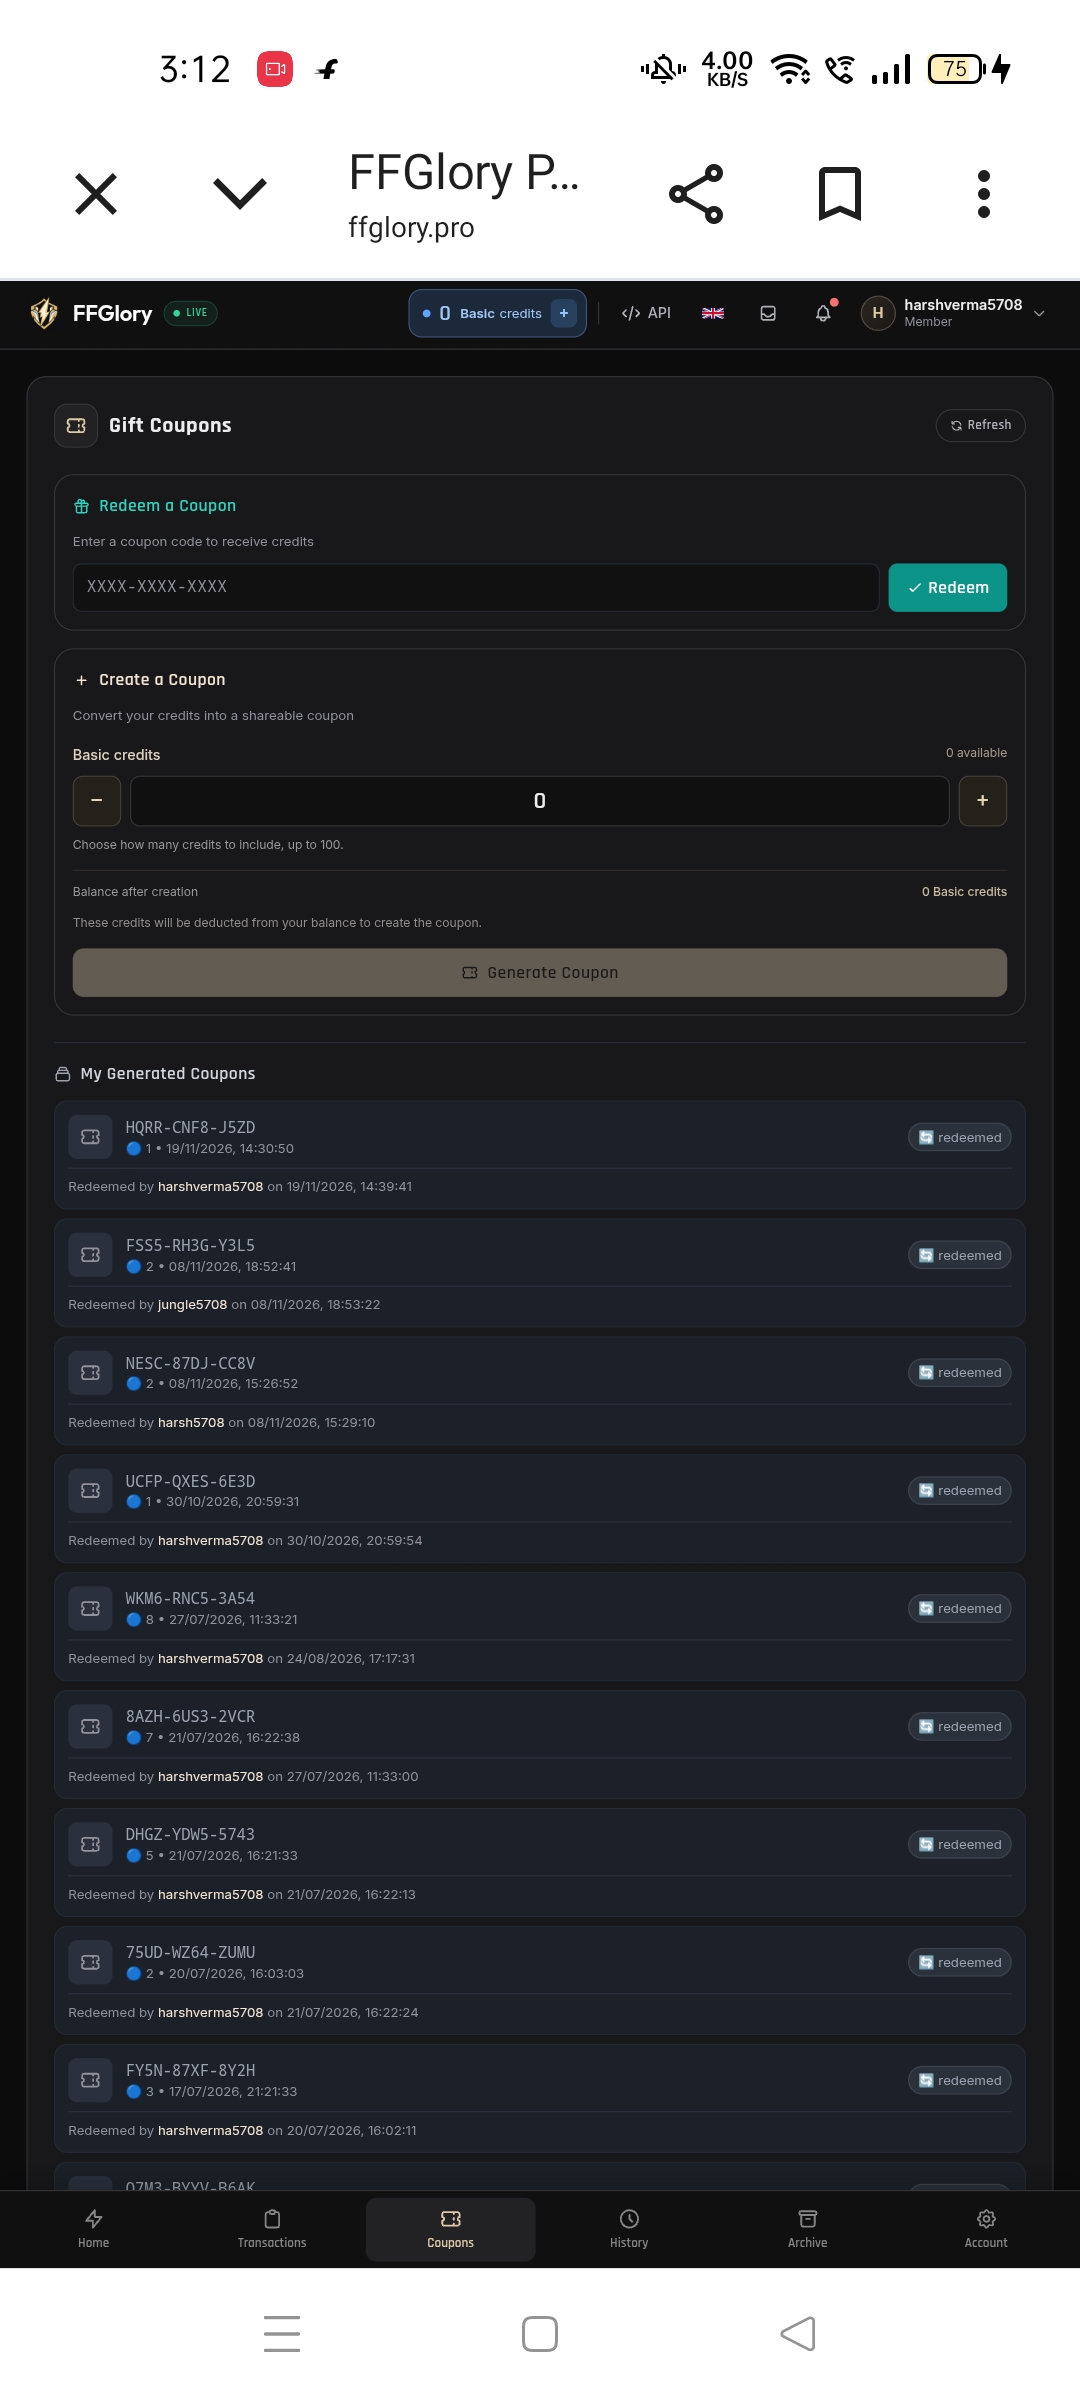 3:12
4.00
KB/S
75
FFGlory P...
ffglory.pro
FFGlory
LIVE
0 Basic credits +
API
H
harshverma5708
Member
Gift Coupons
Refresh
Redeem a Coupon
Enter a coupon code to receive credits
XXXX-XXXX-XXXX
Redeem
+ Create a Coupon
Convert your credits into a shareable coupon
Basic credits
0 available
−
0
+
Choose how many credits to include, up to 100.
Balance after creation
0 Basic credits
These credits will be deducted from your balance to create the coupon.
Generate Coupon
My Generated Coupons
HQRR-CNF8-J5ZD
1 • 19/11/2026, 14:30:50
redeemed
Redeemed by harshverma5708 on 19/11/2026, 14:39:41
FSS5-RH3G-Y3L5
2 • 08/11/2026, 18:52:41
redeemed
Redeemed by jungle5708 on 08/11/2026, 18:53:22
NESC-87DJ-CC8V
2 • 08/11/2026, 15:26:52
redeemed
Redeemed by harsh5708 on 08/11/2026, 15:29:10
UCFP-QXES-6E3D
1 • 30/10/2026, 20:59:31
redeemed
Redeemed by harshverma5708 on 30/10/2026, 20:59:54
WKM6-RNC5-3A54
8 • 27/07/2026, 11:33:21
redeemed
Redeemed by harshverma5708 on 24/08/2026, 17:17:31
8AZH-6US3-2VCR
7 • 21/07/2026, 16:22:38
redeemed
Redeemed by harshverma5708 on 27/07/2026, 11:33:00
DHGZ-YDW5-5743
5 • 21/07/2026, 16:21:33
redeemed
Redeemed by harshverma5708 on 21/07/2026, 16:22:13
75UD-WZ64-ZUMU
2 • 20/07/2026, 16:03:03
redeemed
Redeemed by harshverma5708 on 21/07/2026, 16:22:24
FY5N-87XF-8Y2H
3 • 17/07/2026, 21:21:33
redeemed
Redeemed by harshverma5708 on 20/07/2026, 16:02:11
Home
Transactions
Coupons
History
Archive
Account